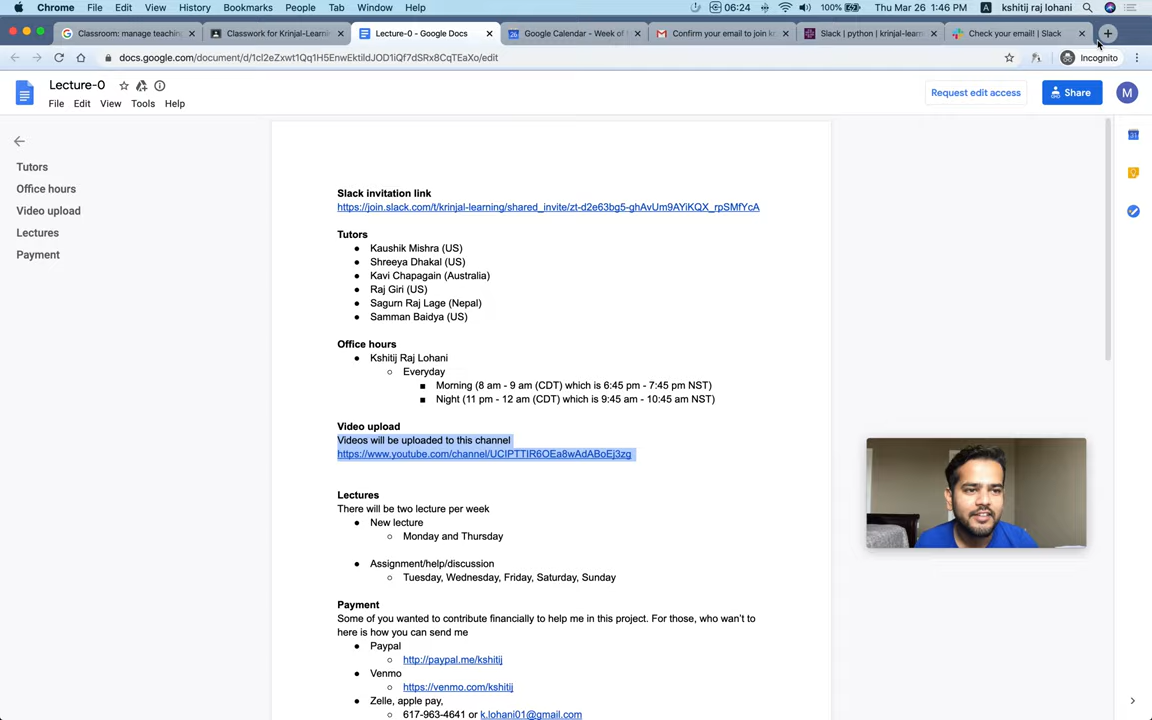 Chrome File Edit View History Bookmarks People Tab Window Help 06:24 100% Thu Mar 26 1:46 PM A kshitij raj lohani
Classroom: manage teachin
Classwork for Krinjal-Learni
Lecture-0 - Google Docs
Google Calendar - Week of M
Confirm your email to join kr
Slack | python | krinjal-learn
Check your email! | Slack
docs.google.com/document/d/1cI2eZxwt1Qq1H5EnwEktildJOD1iQf7dSRx8CqTEaXo/edit
Incognito
Lecture-0
File Edit View Tools Help
Request edit access
Share
M
Tutors
Office hours
Video upload
Lectures
Payment
Slack invitation link
https://join.slack.com/t/krinjal-learning/shared_invite/zt-d2e63bg5-ghAvUm9AYiKQX_rpSMfYcA
Tutors
● Kaushik Mishra (US)
● Shreeya Dhakal (US)
● Kavi Chapagain (Australia)
● Raj Giri (US)
● Sagurn Raj Lage (Nepal)
● Samman Baidya (US)
Office hours
● Kshitij Raj Lohani
○ Everyday
■ Morning (8 am - 9 am (CDT) which is 6:45 pm - 7:45 pm NST)
■ Night (11 pm - 12 am (CDT) which is 9:45 am - 10:45 am NST)
Video upload
Videos will be uploaded to this channel
https://www.youtube.com/channel/UCIPTTIR6OEa8wAdABoEj3zg
Lectures
There will be two lecture per week
● New lecture
○ Monday and Thursday
● Assignment/help/discussion
○ Tuesday, Wednesday, Friday, Saturday, Sunday
Payment
Some of you wanted to contribute financially to help me in this project. For those, who wan't to
here is how you can send me
● Paypal
○ http://paypal.me/kshitij
● Venmo
○ https://venmo.com/kshitij
● Zelle, apple pay,
○ 617-963-4641 or k.lohani01@gmail.com